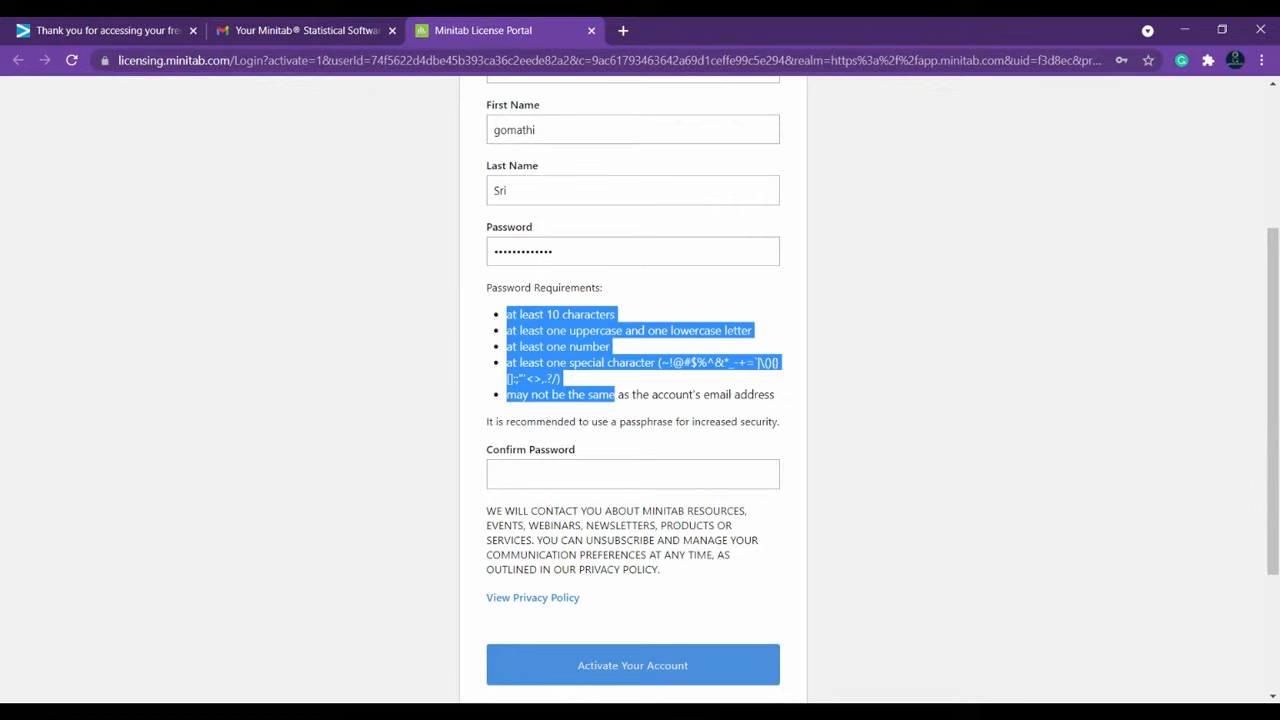 Thank you for accessing your fre
Your Minitab® Statistical Softwa
Minitab License Portal
licensing.minitab.com/Login?activate=1&userId=74f5622d4dbe45b393ca36c2eede82a2&c=9ac61793463642a69d1ceffe99c5e294&realm=https%3a%2f%2fapp.minitab.com&uid=f3d8ec&pr...
First Name
gomathi
Last Name
Sri
Password
•••••••••••••
Password Requirements:
• at least 10 characters
• at least one uppercase and one lowercase letter
• at least one number
• at least one special character (~!@#$%^&*_-+=`|\(){}
[]:;"'<>,.?/)
• may not be the same as the account's email address
It is recommended to use a passphrase for increased security.
Confirm Password
WE WILL CONTACT YOU ABOUT MINITAB RESOURCES,
EVENTS, WEBINARS, NEWSLETTERS, PRODUCTS OR
SERVICES. YOU CAN UNSUBSCRIBE AND MANAGE YOUR
COMMUNICATION PREFERENCES AT ANY TIME, AS
OUTLINED IN OUR PRIVACY POLICY.
View Privacy Policy
Activate Your Account